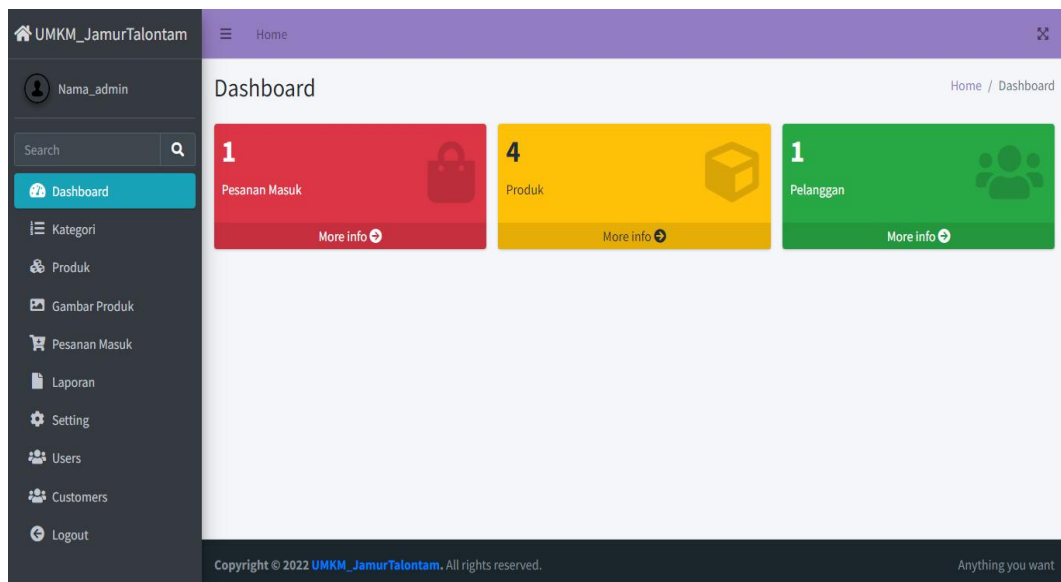 UMKM_JamurTalontam
Home
Nama_admin
Dashboard
Home / Dashboard
Search
Dashboard
Kategori
Produk
Gambar Produk
Pesanan Masuk
Laporan
Setting
Users
Customers
Logout
1
Pesanan Masuk
More info
4
Produk
More info
1
Pelanggan
More info
Copyright © 2022 UMKM_JamurTalontam. All rights reserved.
Anything you want